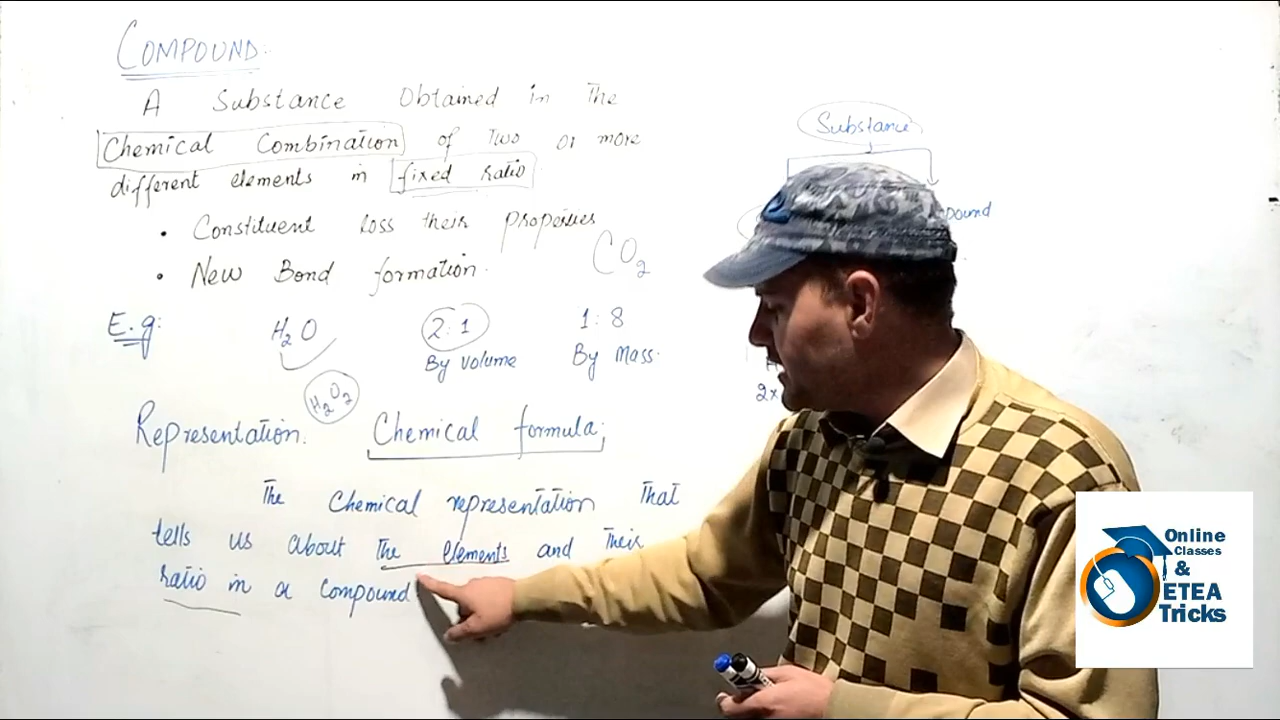 COMPOUND:
A Substance Obtained in The
Chemical Combination of Two or more
different elements in fixed ratio
• Constituent loss their Properties
• New Bond formation.
CO2
E.g: H2O 2:1 1:8
By volume By Mass.
H2O2
Representation. Chemical formula;
The Chemical representation That
tells us about The elements and Their
ratio in a compound
Substance
pound
2x
Online
Classes
&
ETEA
Tricks